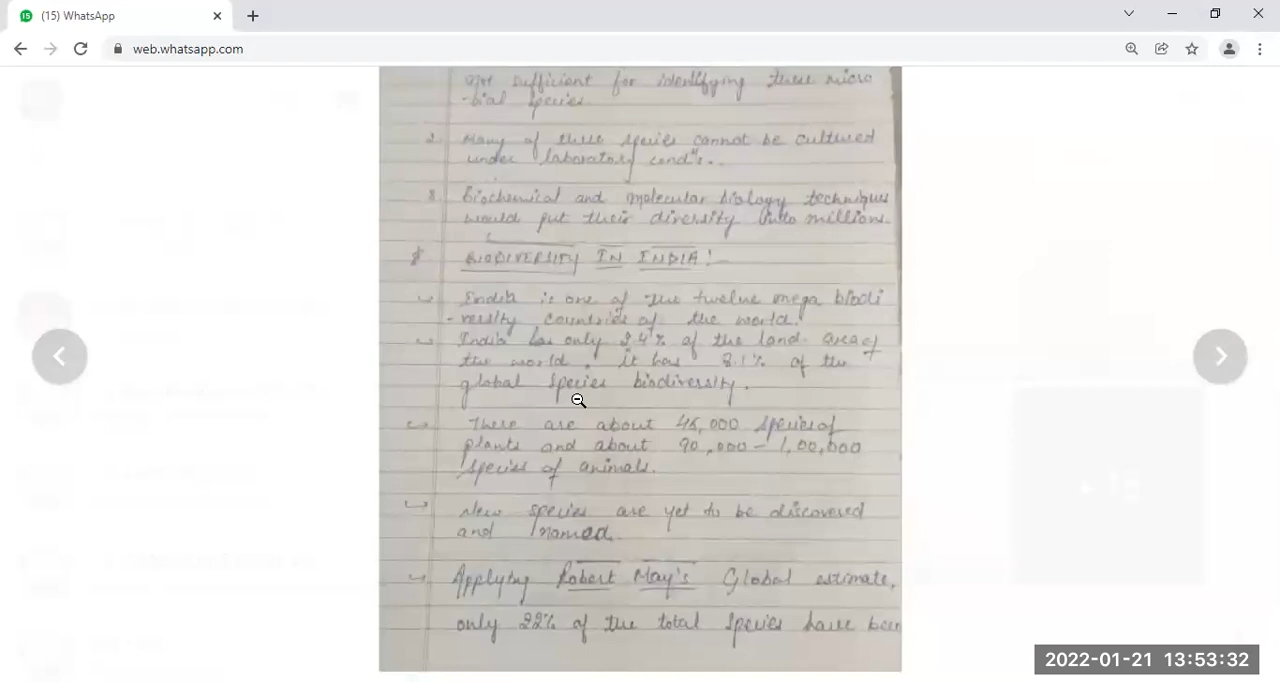 (15) WhatsApp
web.whatsapp.com
not sufficient for identifying these micro
-bial species.
2. Many of these species cannot be cultured
under laboratory condns.
3. Biochemical and molecular biology techniques
would put their diversity into millions.
BIODIVERSITY IN INDIA!
India is one of the twelve mega biodi
-versity countries of the world.
India has only 2.4% of the land area of
the world. it has 8.1% of the
global species biodiversity.
There are about 45,000 species of
plants and about 90,000 - 1,00,000
species of animals.
New species are yet to be discovered
and named.
Applying Robert May's Global estimate,
only 22% of the total species have been
2022-01-21 13:53:32